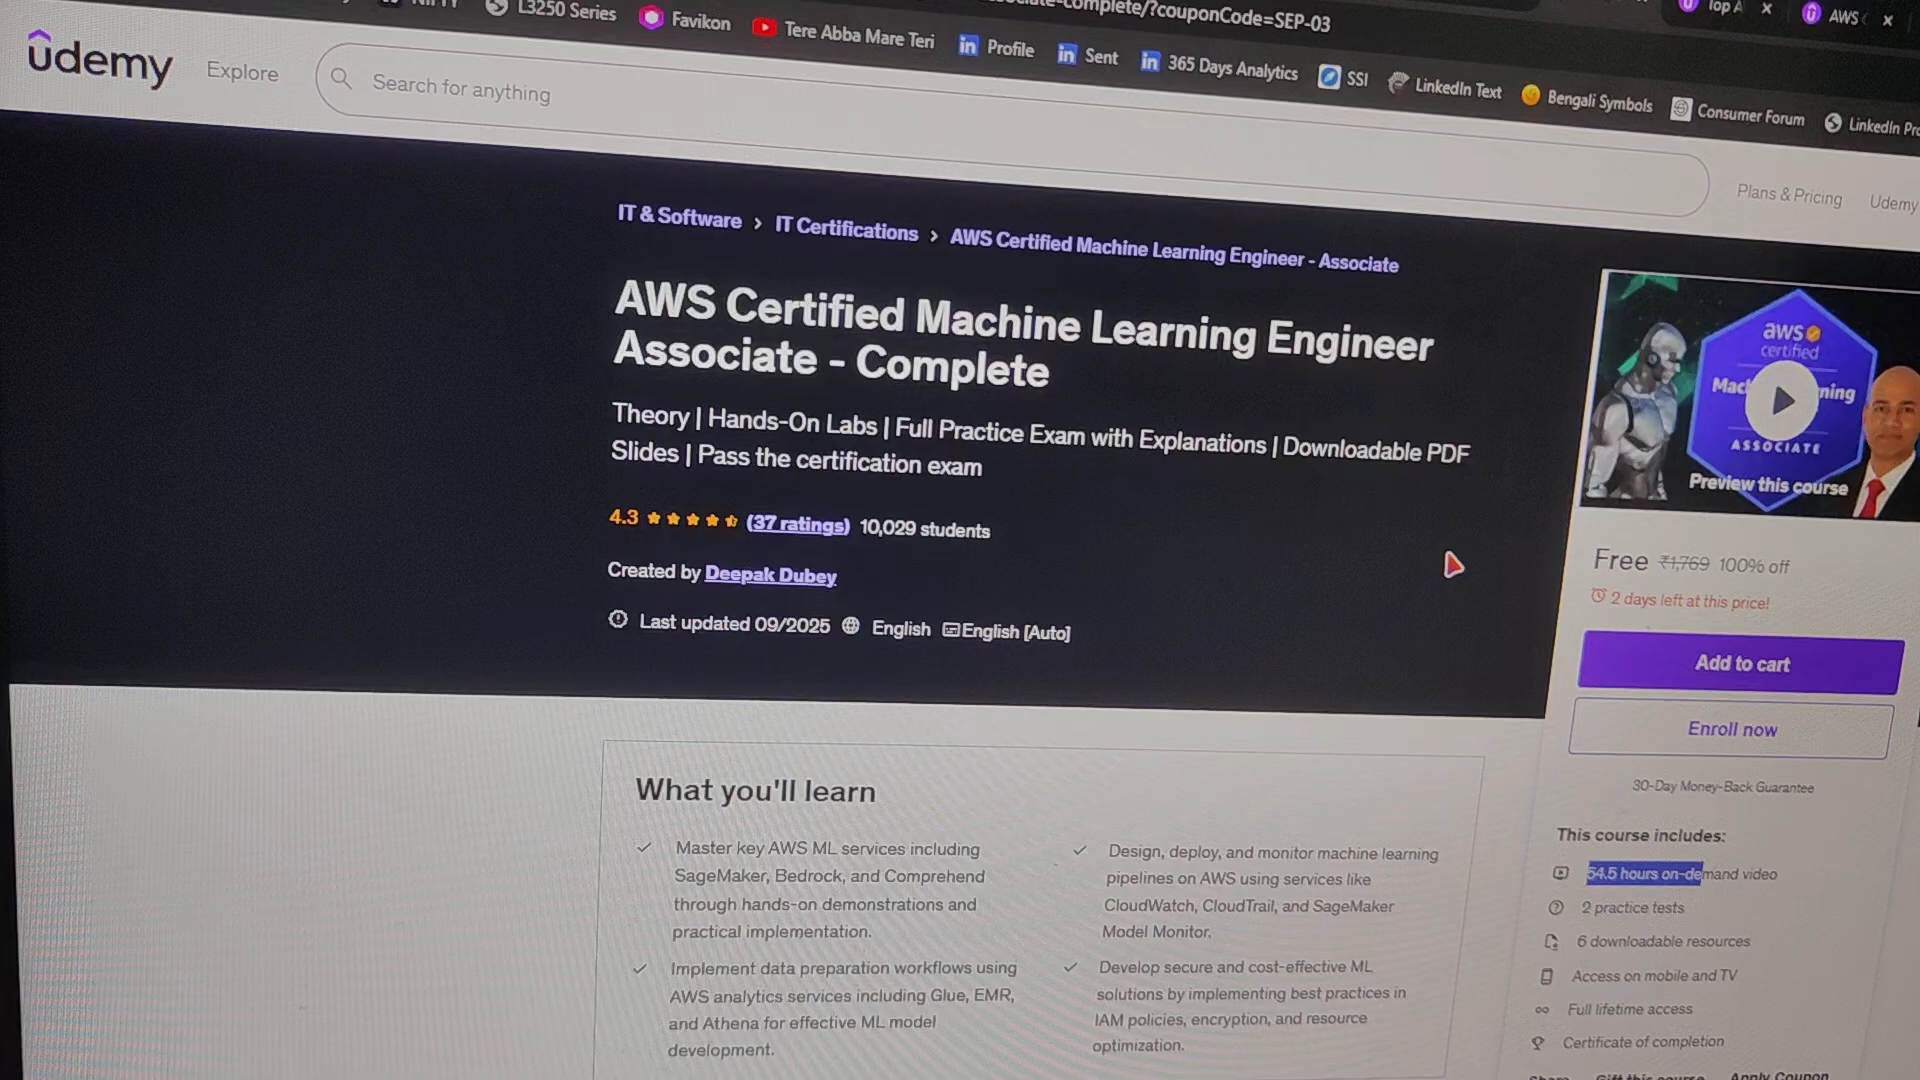 L3250 Series
Favikon
Tere Abba Mare Teri
Profile
Sent
365 Days Analytics
SSI
LinkedIn Text
Bengali Symbols
Consumer Forum
LinkedIn
-complete/?couponCode=SEP-03
AWS
udemy
Explore
Search for anything
Plans & Pricing
Udemy
IT & Software > IT Certifications > AWS Certified Machine Learning Engineer - Associate
AWS Certified Machine Learning Engineer
Associate - Complete
Theory | Hands-On Labs | Full Practice Exam with Explanations | Downloadable PDF
Slides | Pass the certification exam
4.3 (37 ratings) 10,029 students
Created by Deepak Dubey
Last updated 09/2025 English English [Auto]
aws
certified
ASSOCIATE
Preview this course
Free ₹1,769 100% off
2 days left at this price!
Add to cart
Enroll now
30-Day Money-Back Guarantee
This course includes:
54.5 hours on-demand video
2 practice tests
6 downloadable resources
Access on mobile and TV
Full lifetime access
Certificate of completion
Apply Coupon
What you'll learn
Master key AWS ML services including
SageMaker, Bedrock, and Comprehend
through hands-on demonstrations and
practical implementation.
Design, deploy, and monitor machine learning
pipelines on AWS using services like
CloudWatch, CloudTrail, and SageMaker
Model Monitor.
Implement data preparation workflows using
AWS analytics services including Glue, EMR,
and Athena for effective ML model
development.
Develop secure and cost-effective ML
solutions by implementing best practices in
IAM policies, encryption, and resource
optimization.